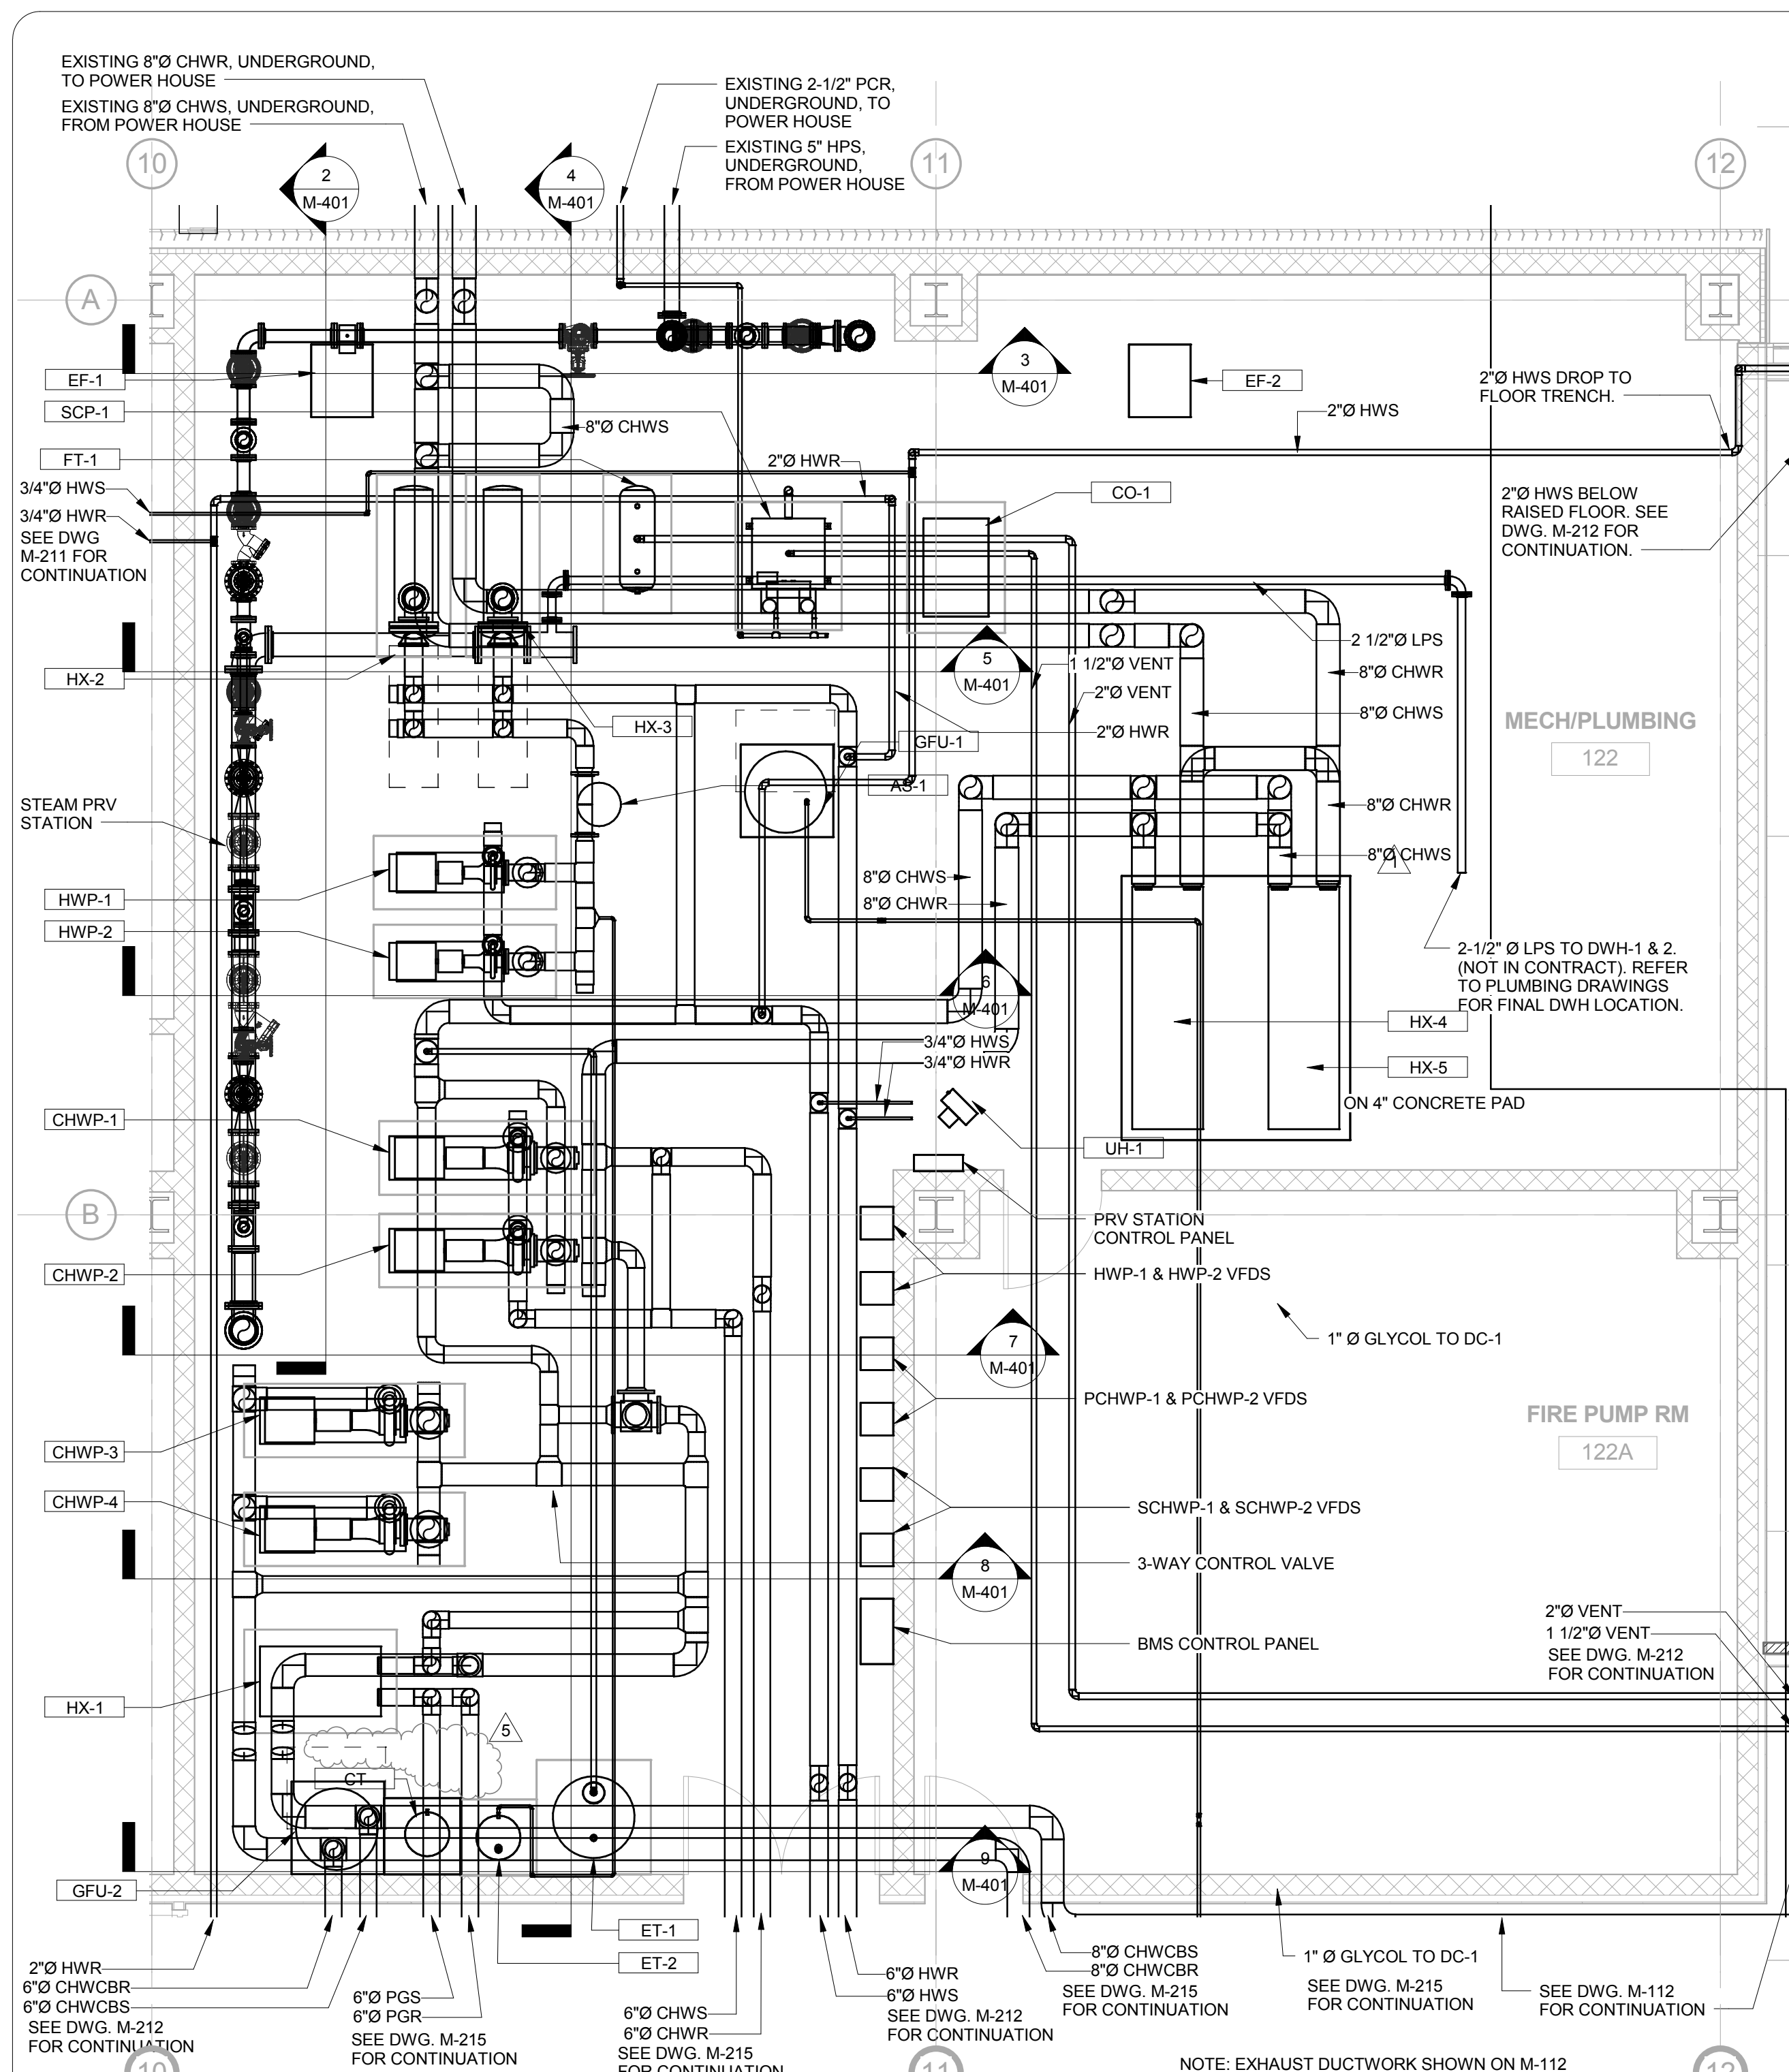 EXISTING 8"Ø CHWR, UNDERGROUND,
TO POWER HOUSE
EXISTING 8"Ø CHWS, UNDERGROUND,
FROM POWER HOUSE
EXISTING 2-1/2" PCR,
UNDERGROUND, TO
POWER HOUSE
EXISTING 5" HPS,
UNDERGROUND,
FROM POWER HOUSE
10
2
M-401
4
M-401
11
12
A
3
M-401
EF-1
EF-2
SCP-1
8"Ø CHWS
2"Ø HWS
2"Ø HWS DROP TO
FLOOR TRENCH.
FT-1
2"Ø HWR
CO-1
3/4"Ø HWS
3/4"Ø HWR
SEE DWG
M-211 FOR
CONTINUATION
2"Ø HWS BELOW
RAISED FLOOR. SEE
DWG. M-212 FOR
CONTINUATION.
HX-2
5
M-401
1 1/2"Ø VENT
2"Ø VENT
2"Ø HWR
2 1/2"Ø LPS
8"Ø CHWR
8"Ø CHWS
HX-3
GFU-1
AS-1
MECH/PLUMBING
122
STEAM PRV
STATION
8"Ø CHWR
8"Ø CHWS
1
8"Ø CHWS
8"Ø CHWR
HWP-1
HWP-2
2-1/2" Ø LPS TO DWH-1 & 2.
(NOT IN CONTRACT). REFER
TO PLUMBING DRAWINGS
FOR FINAL DWH LOCATION.
6
M-401
HX-4
3/4"Ø HWS
3/4"Ø HWR
HX-5
ON 4" CONCRETE PAD
CHWP-1
UH-1
B
PRV STATION
CONTROL PANEL
CHWP-2
HWP-1 & HWP-2 VFDS
7
M-401
1" Ø GLYCOL TO DC-1
PCHWP-1 & PCHWP-2 VFDS
FIRE PUMP RM
122A
CHWP-3
CHWP-4
SCHWP-1 & SCHWP-2 VFDS
3-WAY CONTROL VALVE
8
M-401
BMS CONTROL PANEL
2"Ø VENT
1 1/2"Ø VENT
SEE DWG. M-212
FOR CONTINUATION
HX-1
5
CT
9
M-401
GFU-2
ET-1
ET-2
2"Ø HWR
6"Ø CHWCBR
6"Ø CHWCBS
SEE DWG. M-212
FOR CONTINUATION
6"Ø PGS
6"Ø PGR
SEE DWG. M-215
FOR CONTINUATION
6"Ø CHWS
6"Ø CHWR
SEE DWG. M-215
FOR CONTINUATION
6"Ø HWR
6"Ø HWS
SEE DWG. M-212
FOR CONTINUATION
8"Ø CHWCBS
8"Ø CHWCBR
SEE DWG. M-215
FOR CONTINUATION
1" Ø GLYCOL TO DC-1
SEE DWG. M-215
FOR CONTINUATION
SEE DWG. M-112
FOR CONTINUATION
10
11
12
NOTE: EXHAUST DUCTWORK SHOWN ON M-112